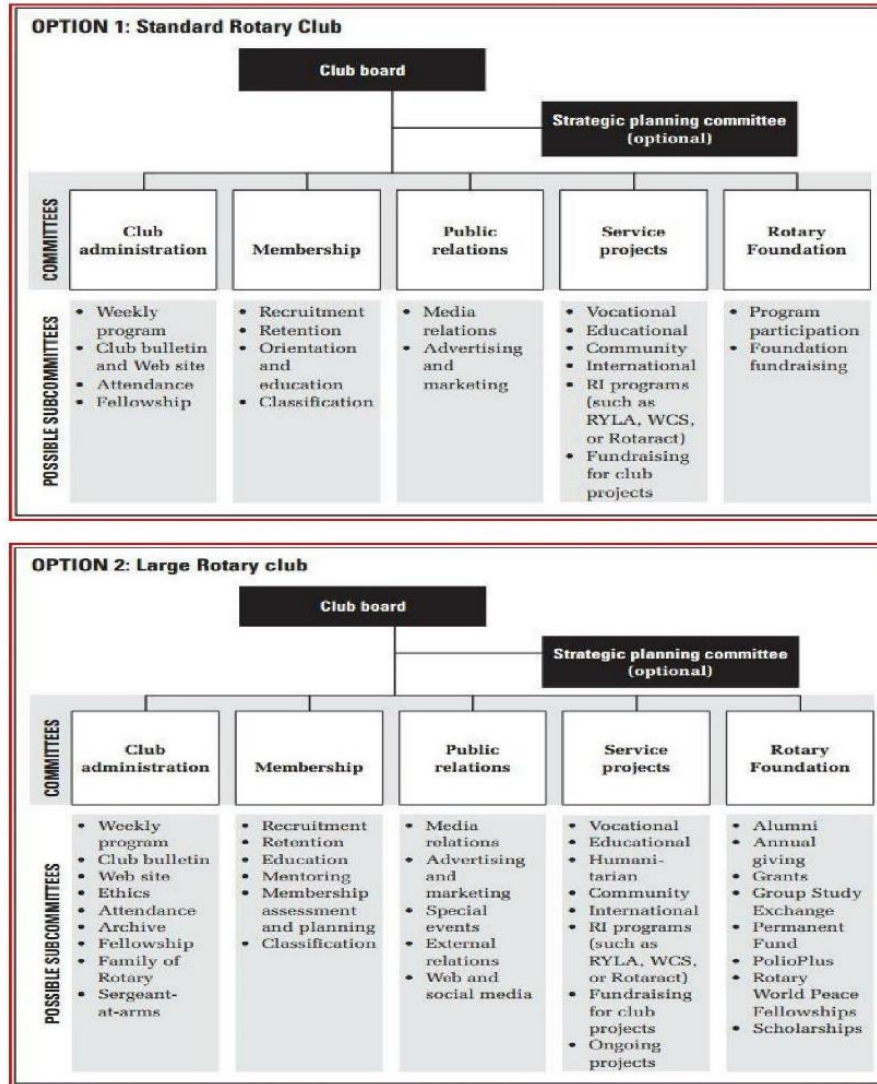 OPTION 1: Standard Rotary Club
Club board
Strategic planning committee
(optional)
COMMITTEES
Club
administration
Membership
Public
relations
Service
projects
Rotary
Foundation
POSSIBLE SUBCOMMITTEES
• Weekly
program
• Club bulletin
and Web site
• Attendance
• Fellowship
• Recruitment
• Retention
• Orientation
and
education
• Classification
• Media
relations
• Advertising
and
marketing
• Vocational
• Educational
• Community
• International
• RI programs
(such as
RYLA, WCS,
or Rotaract)
• Fundraising
for club
projects
• Program
participation
• Foundation
fundraising
OPTION 2: Large Rotary club
Club board
Strategic planning committee
(optional)
COMMITTEES
Club
administration
Membership
Public
relations
Service
projects
Rotary
Foundation
POSSIBLE SUBCOMMITTEES
• Weekly
program
• Club bulletin
• Web site
• Ethics
• Attendance
• Archive
• Fellowship
• Family of
Rotary
• Sergeant-
at-arms
• Recruitment
• Retention
• Education
• Mentoring
• Membership
assessment
and planning
• Classification
• Media
relations
• Advertising
and
marketing
• Special
events
• External
relations
• Web and
social media
• Vocational
• Educational
• Humani-
tarian
• Community
• International
• RI programs
(such as
RYLA, WCS,
or Rotaract)
• Fundraising
for club
projects
• Ongoing
projects
• Alumni
• Annual
giving
• Grants
• Group Study
Exchange
• Permanent
Fund
• PolioPlus
• Rotary
World Peace
Fellowships
• Scholarships